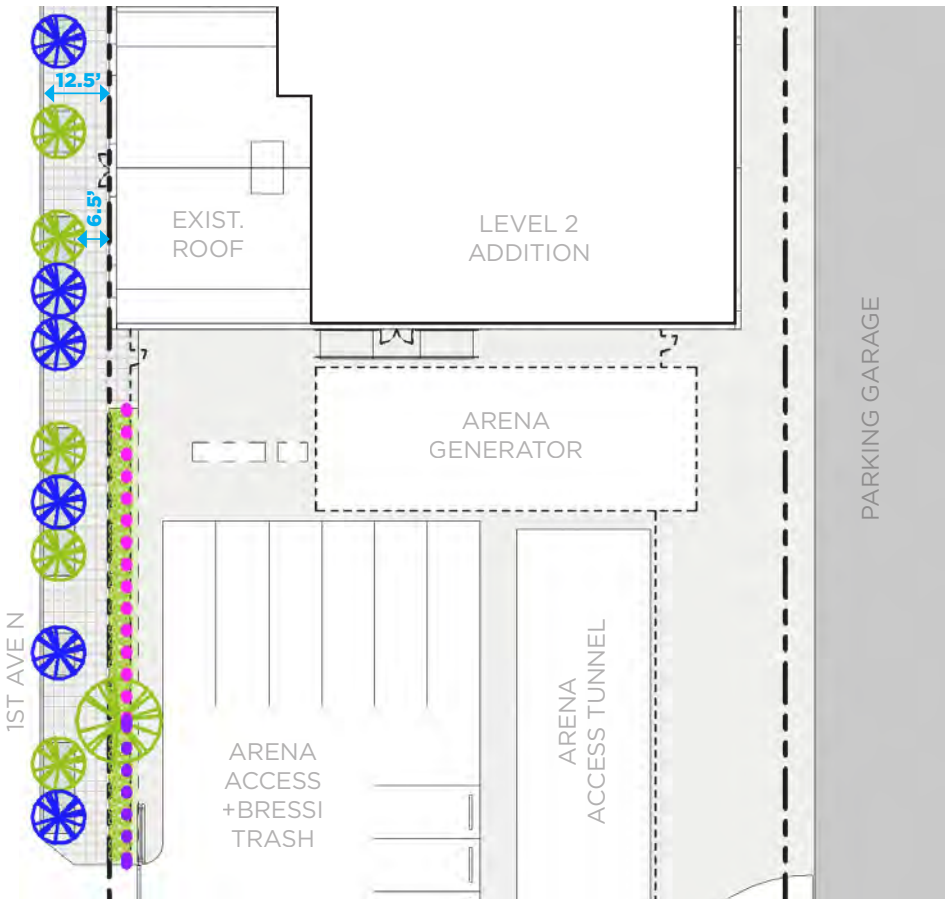 12.5'
6.5'
EXIST.
ROOF
LEVEL 2
ADDITION
PARKING GARAGE
ARENA
GENERATOR
1ST AVE N
ARENA
ACCESS
+BRESSI
TRASH
ARENA
ACCESS TUNNEL